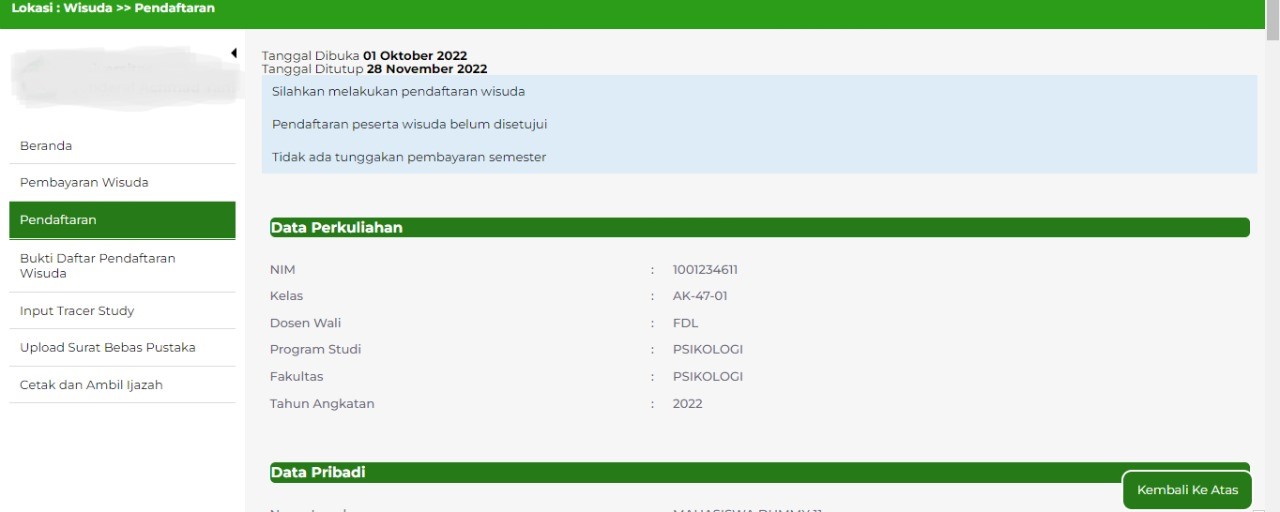 Lokasi : Wisuda >> Pendaftaran
Beranda
Pembayaran Wisuda
Pendaftaran
Bukti Daftar Pendaftaran
Wisuda
Input Tracer Study
Upload Surat Bebas Pustaka
Cetak dan Ambil Ijazah
Tanggal Dibuka 01 Oktober 2022
Tanggal Ditutup 28 November 2022
Silahkan melakukan pendaftaran wisuda
Pendaftaran peserta wisuda belum disetujui
Tidak ada tunggakan pembayaran semester
Data Perkuliahan
NIM : 1001234611
Kelas : AK-47-01
Dosen Wali : FDL
Program Studi : PSIKOLOGI
Fakultas : PSIKOLOGI
Tahun Angkatan : 2022
Data Pribadi
Kembali Ke Atas